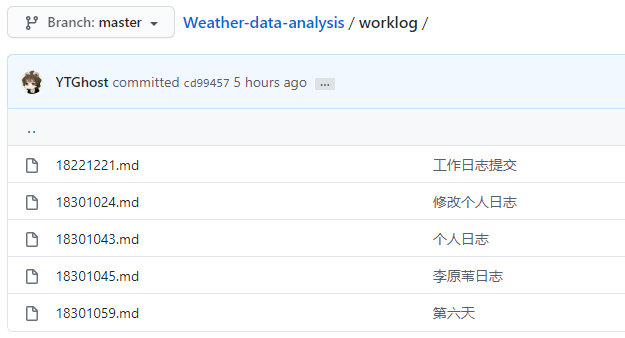 Branch: master Weather-data-analysis / worklog /
YTGhost committed cd99457 5 hours ago ...
..
18221221.md 工作日志提交
18301024.md 修改个人日志
18301043.md 个人日志
18301045.md 李原苇日志
18301059.md 第六天